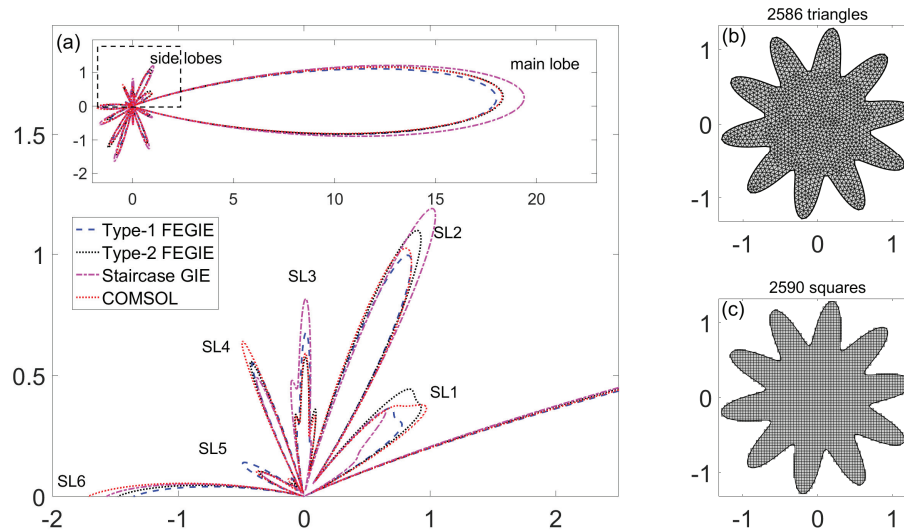 (a)
side lobes
main lobe
1
0
-1
-2
0
5
10
15
20
1.5
1
0.5
0
Type-1 FEGIE
Type-2 FEGIE
Staircase GIE
COMSOL
SL3
SL2
SL4
SL1
SL5
SL6
-2
-1
0
1
2
2586 triangles
(b)
1
0
-1
-1
0
1
2590 squares
(c)
1
0
-1
-1
0
1